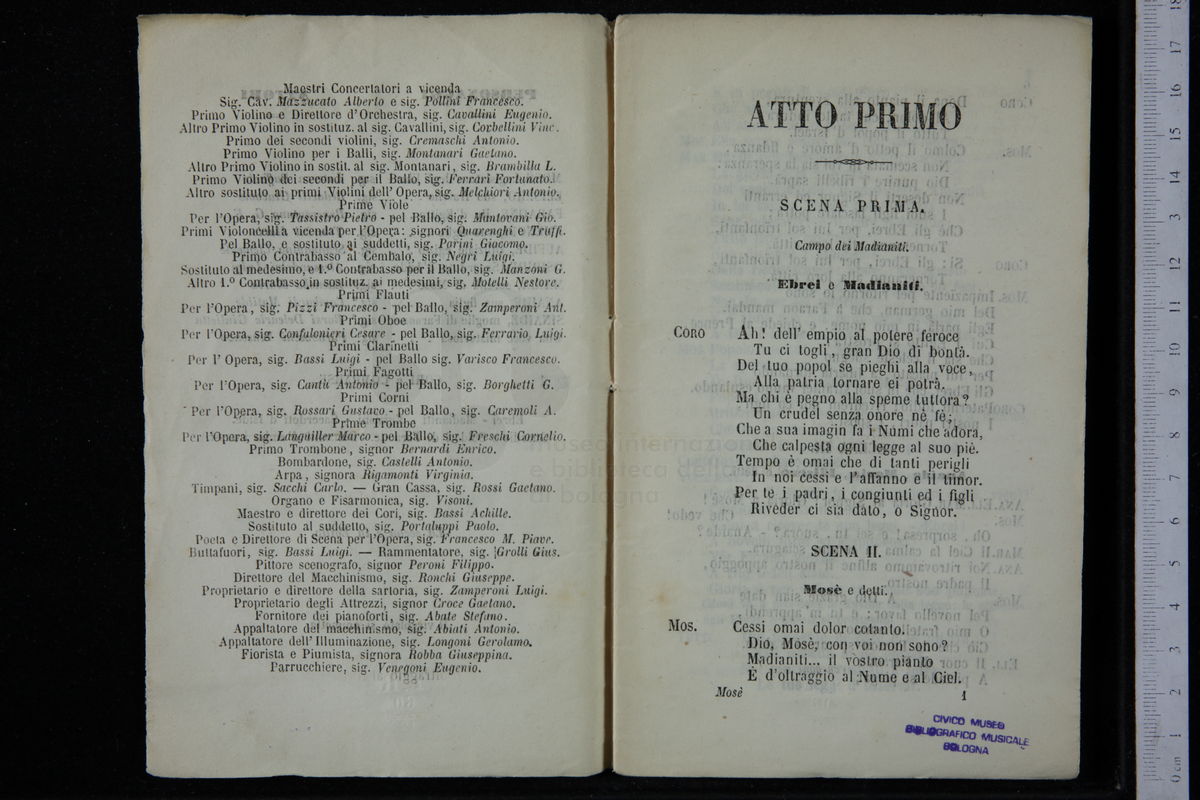 Maestri Concertatori a vicenda
Sig. Cav. Mazzucato Alberto e sig. Pollini Francesco.
Primo Violino e Direttore d'Orchestra, sig. Cavallini Eugenio.
Altro Primo Violino in sostituz. al sig. Cavallini, sig. Corbellini Vinc.
Primo dei secondi violini, sig. Cremaschi Antonio.
Primo Violino per i Balli, sig. Montanari Gaetano.
Altro Primo Violino in sostit. al sig. Montanari, sig. Brambilla L.
Primo Violino dei secondi per il Ballo, sig. Ferrari Fortunato.
Altro sostituto ai primi Violini dell' Opera, sig. Melchiori Antonio.
Prime Viole
Per l'Opera, sig. Tassistro Pietro - pel Ballo, sig. Mantovani Gio.
Primi Violoncelli a vicenda per l'Opera: signori Quarenghi e Truffi.
Pel Ballo, e sostituto ai suddetti, sig. Parini Giacomo.
Primo Contrabasso al Cembalo, sig. Negri Luigi.
Sostituto al medesimo, e 1.º Contrabasso per il Ballo, sig. Manzoni G.
Altro 1.º Contrabasso in sostituz. ai medesimi, sig. Motelli Nestore.
Primi Flauti
Per l'Opera, sig. Pizzi Francesco - pel Ballo, sig. Zamperoni Ant.
Primi Oboe
Per l'Opera, sig. Confalonieri Cesare - pel Ballo, sig. Ferrario Luigi.
Primi Clarinetti
Per l' Opera, sig. Bassi Luigi - pel Ballo sig. Varisco Francesco.
Primi Fagotti
Per l'Opera, sig. Cantù Antonio - pel Ballo, sig. Borghetti G.
Primi Corni
Per l'Opera, sig. Rossari Gustavo - pel Ballo, sig. Caremoli A.
Prime Trombe
Per l'Opera, sig. Languiller Marco - pel Ballo, sig. Freschi Cornelio.
Primo Trombone, signor Bernardi Enrico.
Bombardone, sig. Castelli Antonio.
Arpa, signora Rigamonti Virginia.
Timpani, sig. Sacchi Carlo. — Gran Cassa, sig. Rossi Gaetano.
Organo e Fisarmonica, sig. Visoni.
Maestro e direttore dei Cori, sig. Bassi Achille.
Sostituto al suddetto, sig. Portaluppi Paolo.
Poeta e Direttore di Scena per l'Opera, sig. Francesco M. Piave.
Buttafuori, sig. Bassi Luigi. — Rammentatore, sig. Grolli Gius.
Pittore scenografo, signor Peroni Filippo.
Direttore del Macchinismo, sig. Ronchi Giuseppe.
Proprietario e direttore della sartoria, sig. Zamperoni Luigi.
Proprietario degli Attrezzi, signor Croce Gaetano.
Fornitore dei pianoforti, sig. Abate Stefano.
Appaltatore del macchinismo, sig. Abiati Antonio.
Appaltatore dell' Illuminazione, sig. Longoni Gerolamo.
Fiorista e Piumista, signora Robba Giuseppina.
Parrucchiere, sig. Venegoni Eugenio.
ATTO PRIMO
SCENA PRIMA.
Campo dei Madianiti.
Ebrei e Madianiti.
CORO Ah! dell' empio al potere feroce
Tu ci togli, gran Dio di bontà.
Del tuo popol se pieghi alla voce,
Alla patria tornare ei potrà.
Ma chi è pegno alla speme tuttora?
Un crudel senza onore nè fè;
Che a sua imagin fa i Numi che adora,
Che calpesta ogni legge al suo piè.
Tempo è omai che di tanti perigli
In noi cessi e l'affanno e il timor.
Per te i padri, i congiunti ed i figli
Riveder ci sia dato, o Signor.
SCENA II.
Mosè e detti.
MOS. Cessi omai dolor cotanto.
Dio, Mosè, con voi non sono?
Madianiti... il vostro pianto
È d'oltraggio al Nume e al Ciel.
Mosè 1
CIVICO MUSEO
BIBLIOGRAFICO MUSICALE
BOLOGNA
museo internazionale
e biblioteca della
di bologna